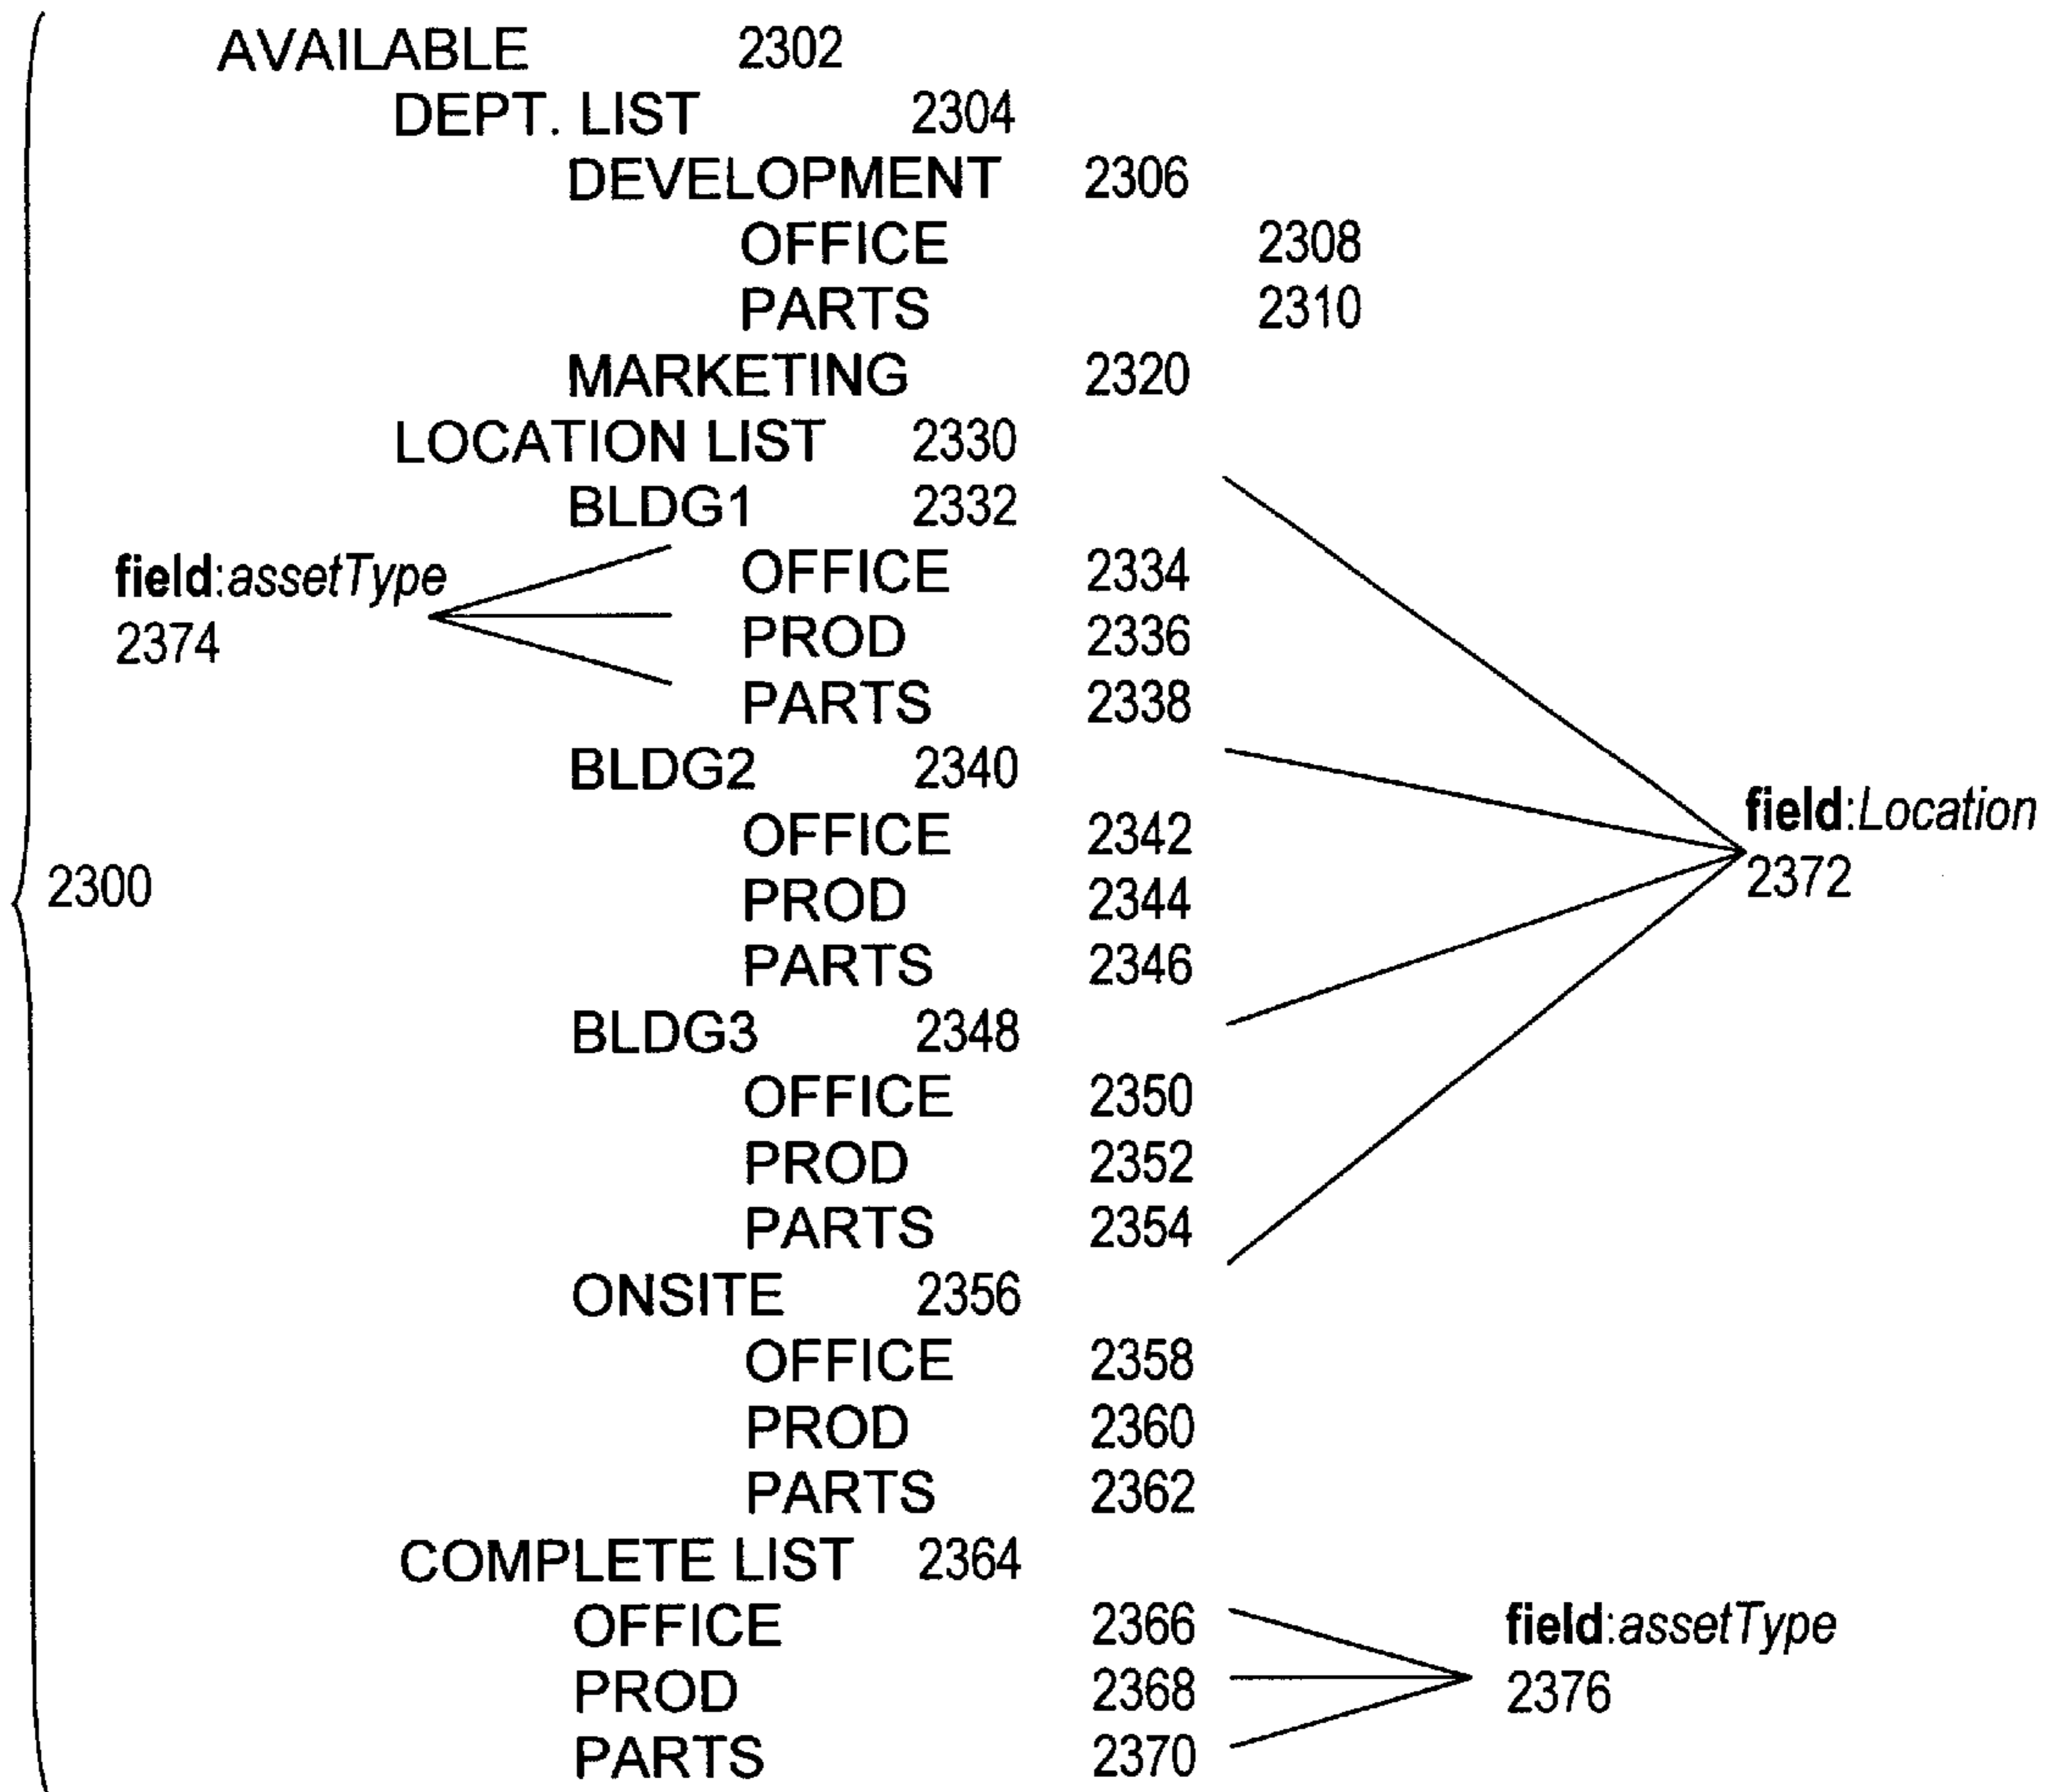 AVAILABLE 2302
DEPT. LIST 2304
DEVELOPMENT 2306
OFFICE 2308
PARTS 2310
MARKETING 2320
LOCATION LIST 2330
BLDG1 2332
field:assetType OFFICE 2334
2374 PROD 2336
PARTS 2338
BLDG2 2340
field:Location
OFFICE 2342
2300 PROD 2344 2372
PARTS 2346
BLDG3 2348
OFFICE 2350
PROD 2352
PARTS 2354
ONSITE 2356
OFFICE 2358
PROD 2360
PARTS 2362
COMPLETE LIST 2364
OFFICE 2366 field:assetType
PROD 2368 2376
PARTS 2370